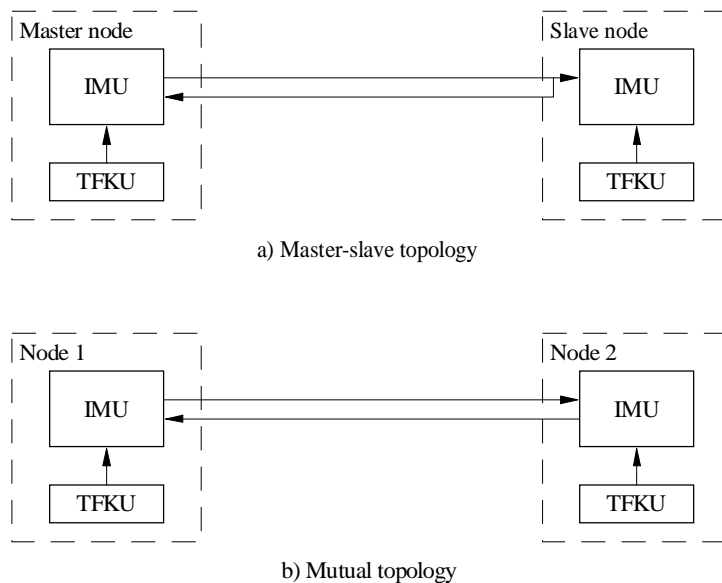 Master node
Slave node
IMU
IMU
TFKU
TFKU
a) Master-slave topology
Node 1
Node 2
IMU
IMU
TFKU
TFKU
b) Mutual topology